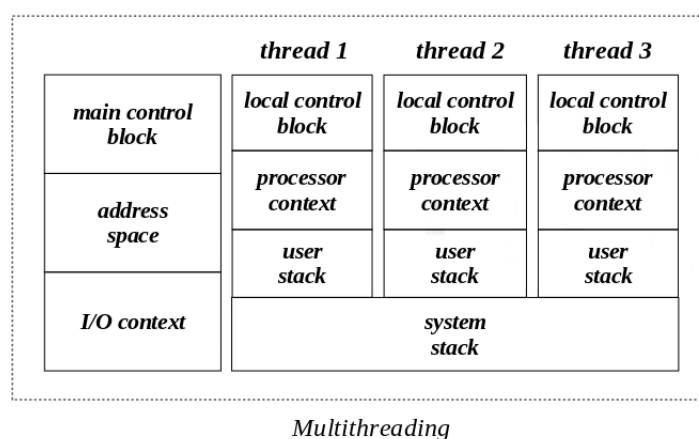 thread 1
thread 2
thread 3
main control
block
address
space
I/O context
local control
block
processor
context
user
stack
local control
block
processor
context
user
stack
local control
block
processor
context
user
stack
system
stack
Multithreading